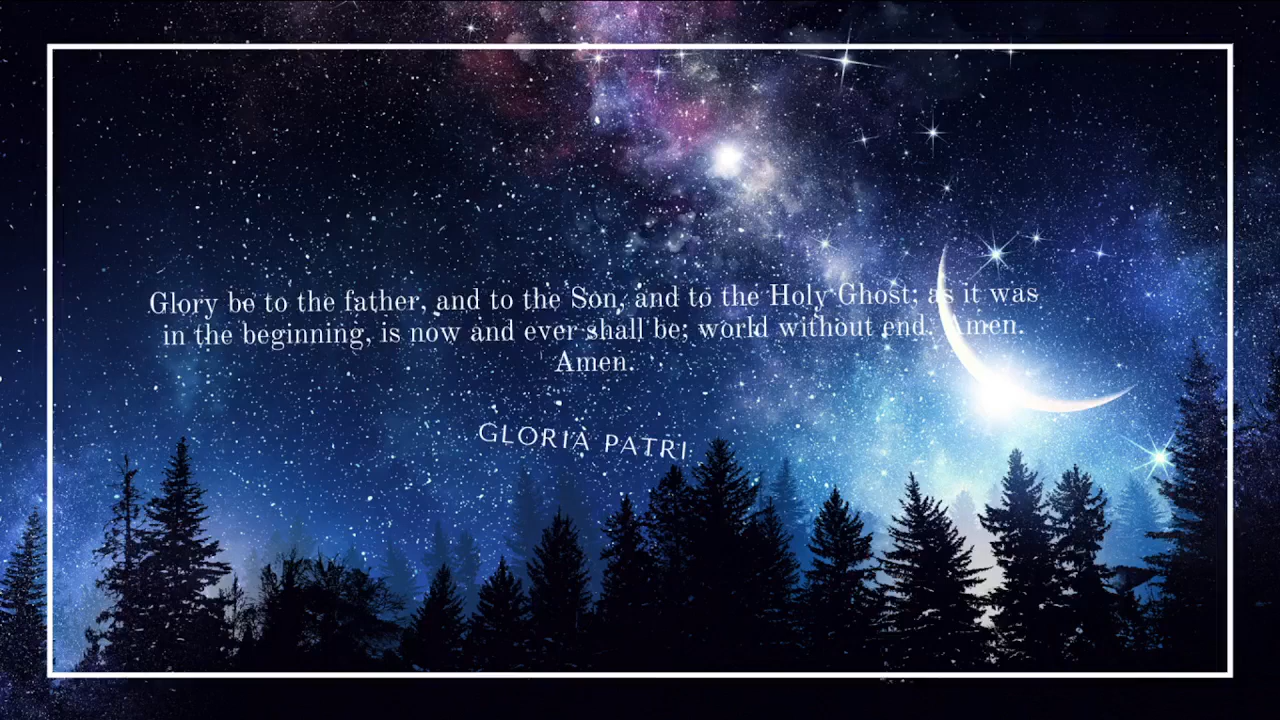 Glory be to the father, and to the Son, and to the Holy Ghost; as it was
in the beginning, is now and ever shall be; world without end. Amen.
Amen.
GLORIA PATRI